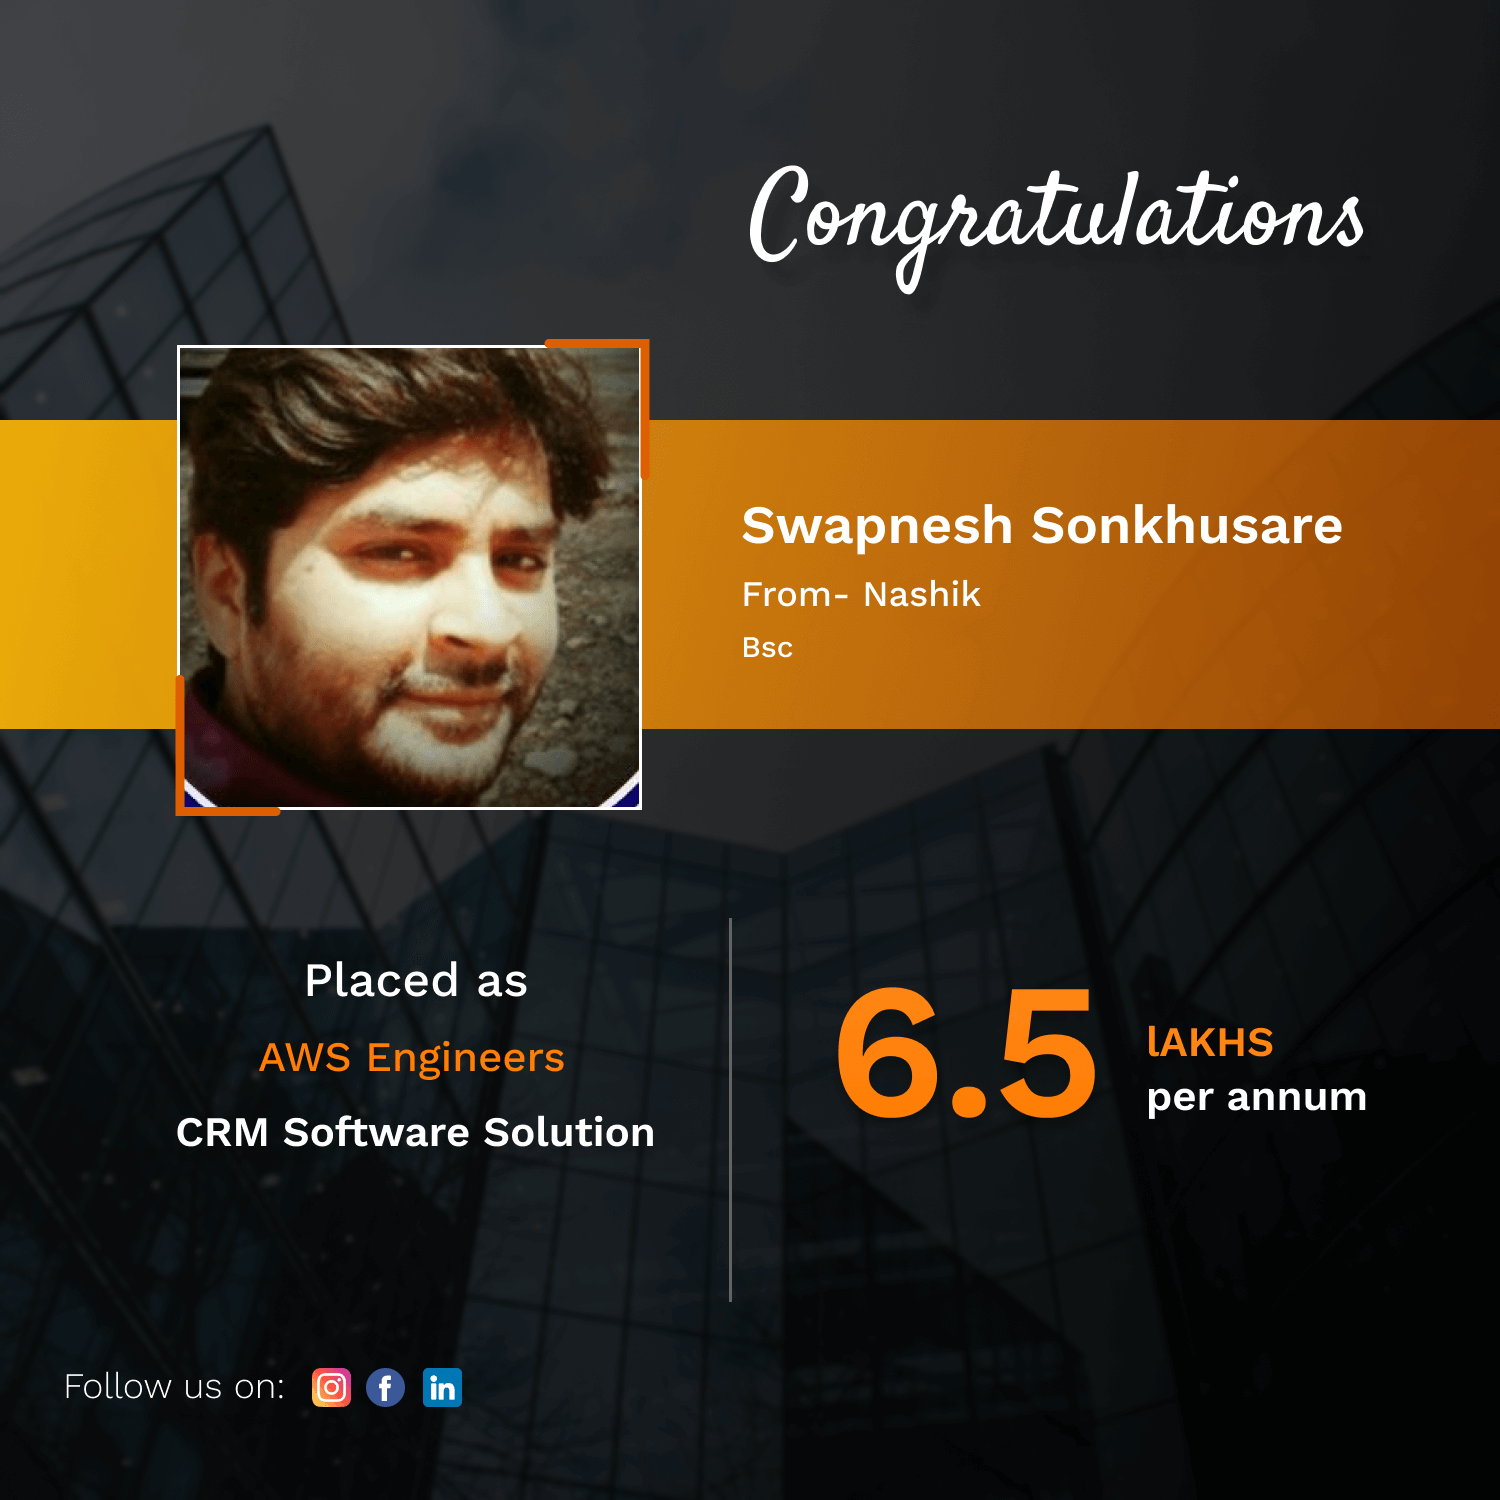 Congratulations
Swapnesh Sonkhusare
From- Nashik
Bsc
Placed as
AWS Engineers
CRM Software Solution
6.5
lAKHS
per annum
Follow us on: